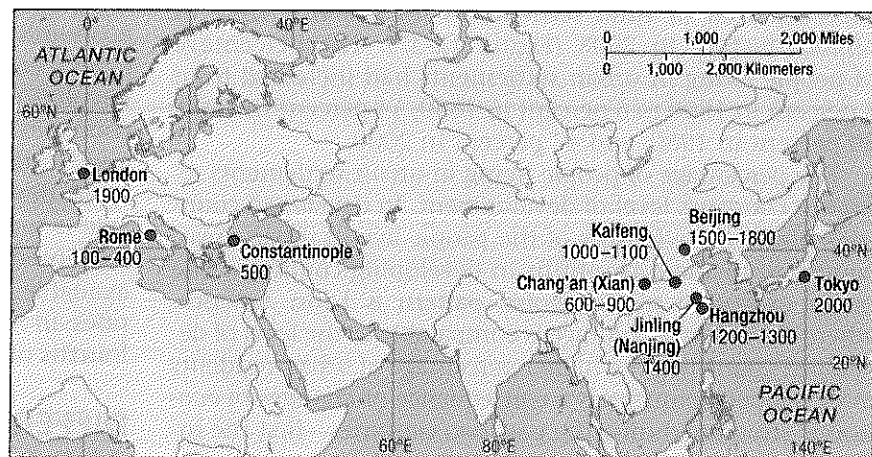 0°
40°E
ATLANTIC
OCEAN
0 1,000 2,000 Miles
0 1,000 2,000 Kilometers
60°N
London
1900
Rome
100–400
Constantinople
500
Kaifeng
1000–1100
Beijing
1500–1800
40°N
Chang'an (Xian)
600–900
Tokyo
2000
Jinling
(Nanjing)
1400
Hangzhou
1200–1300
20°N
PACIFIC
OCEAN
60°E
80°E
140°E